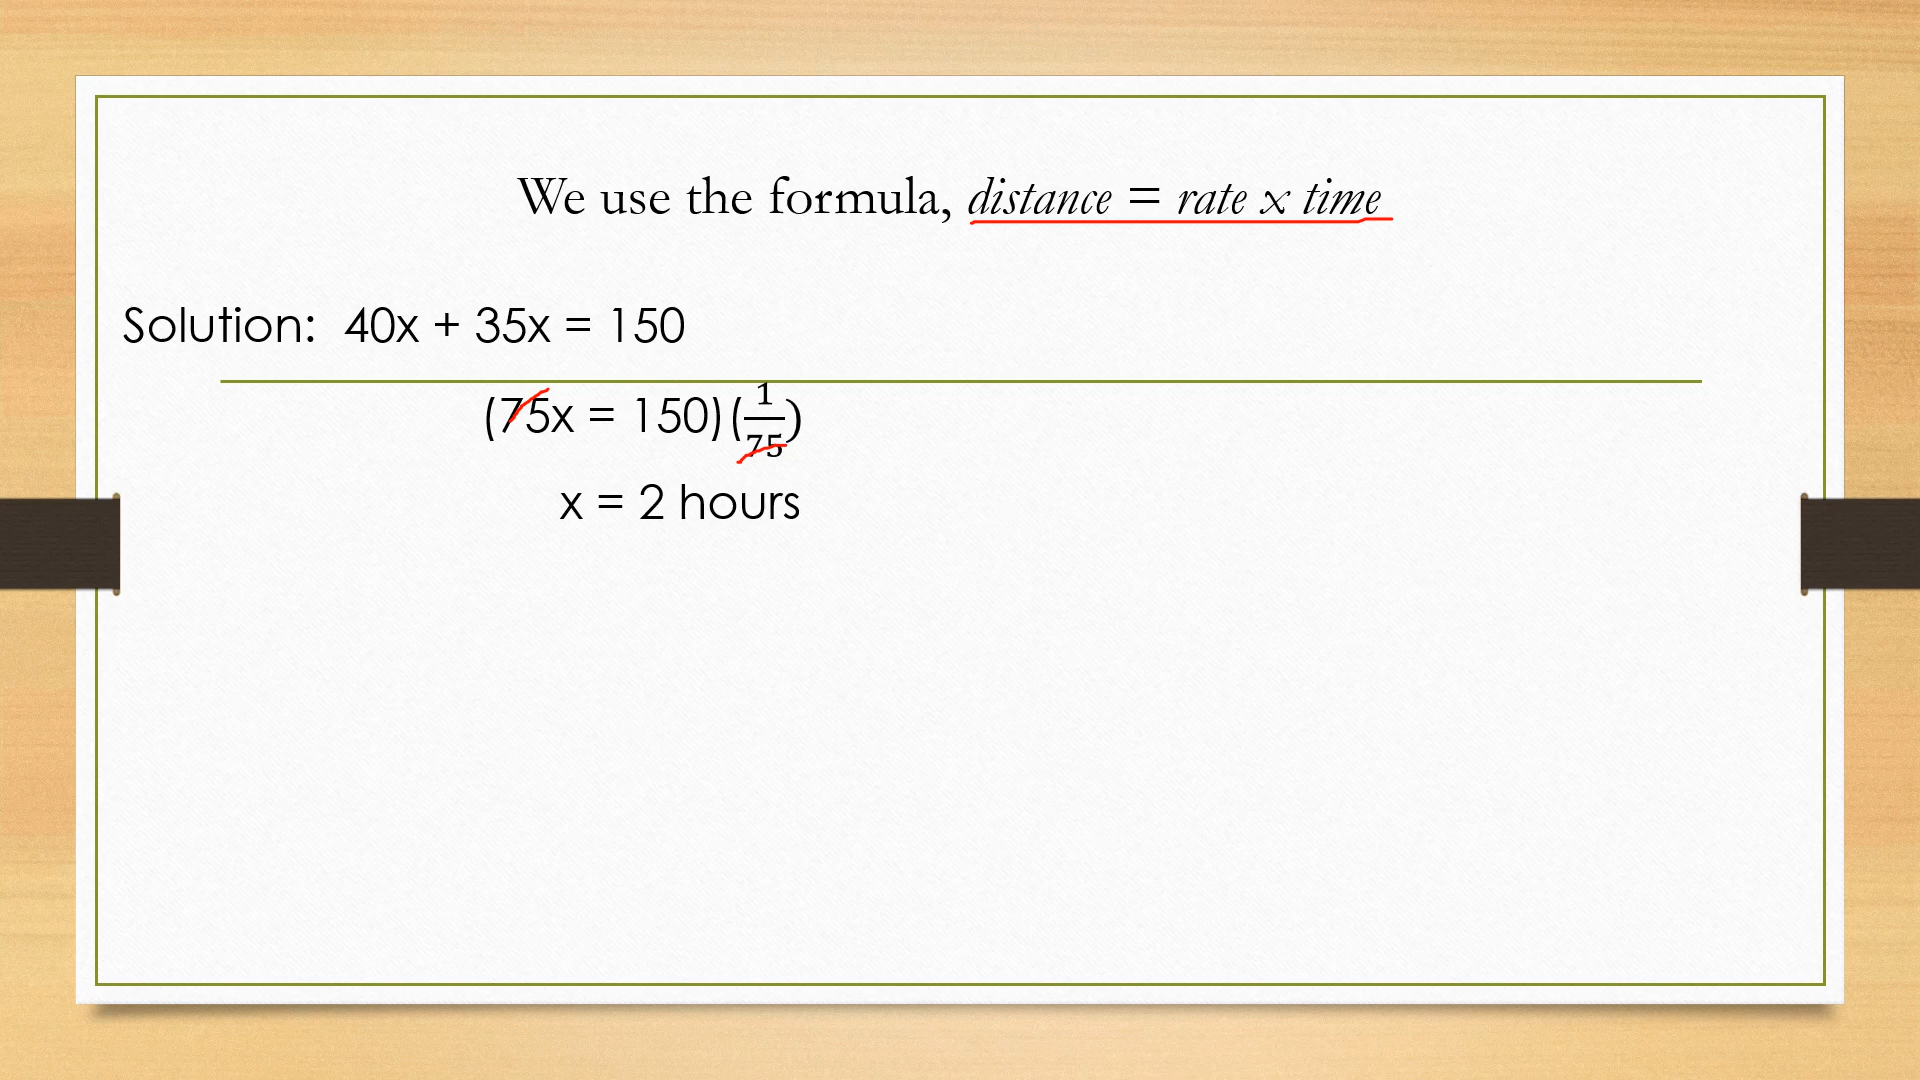 We use the formula, distance = rate x time
Solution: 40x + 35x = 150
(75x = 150)(1/75)
x = 2 hours